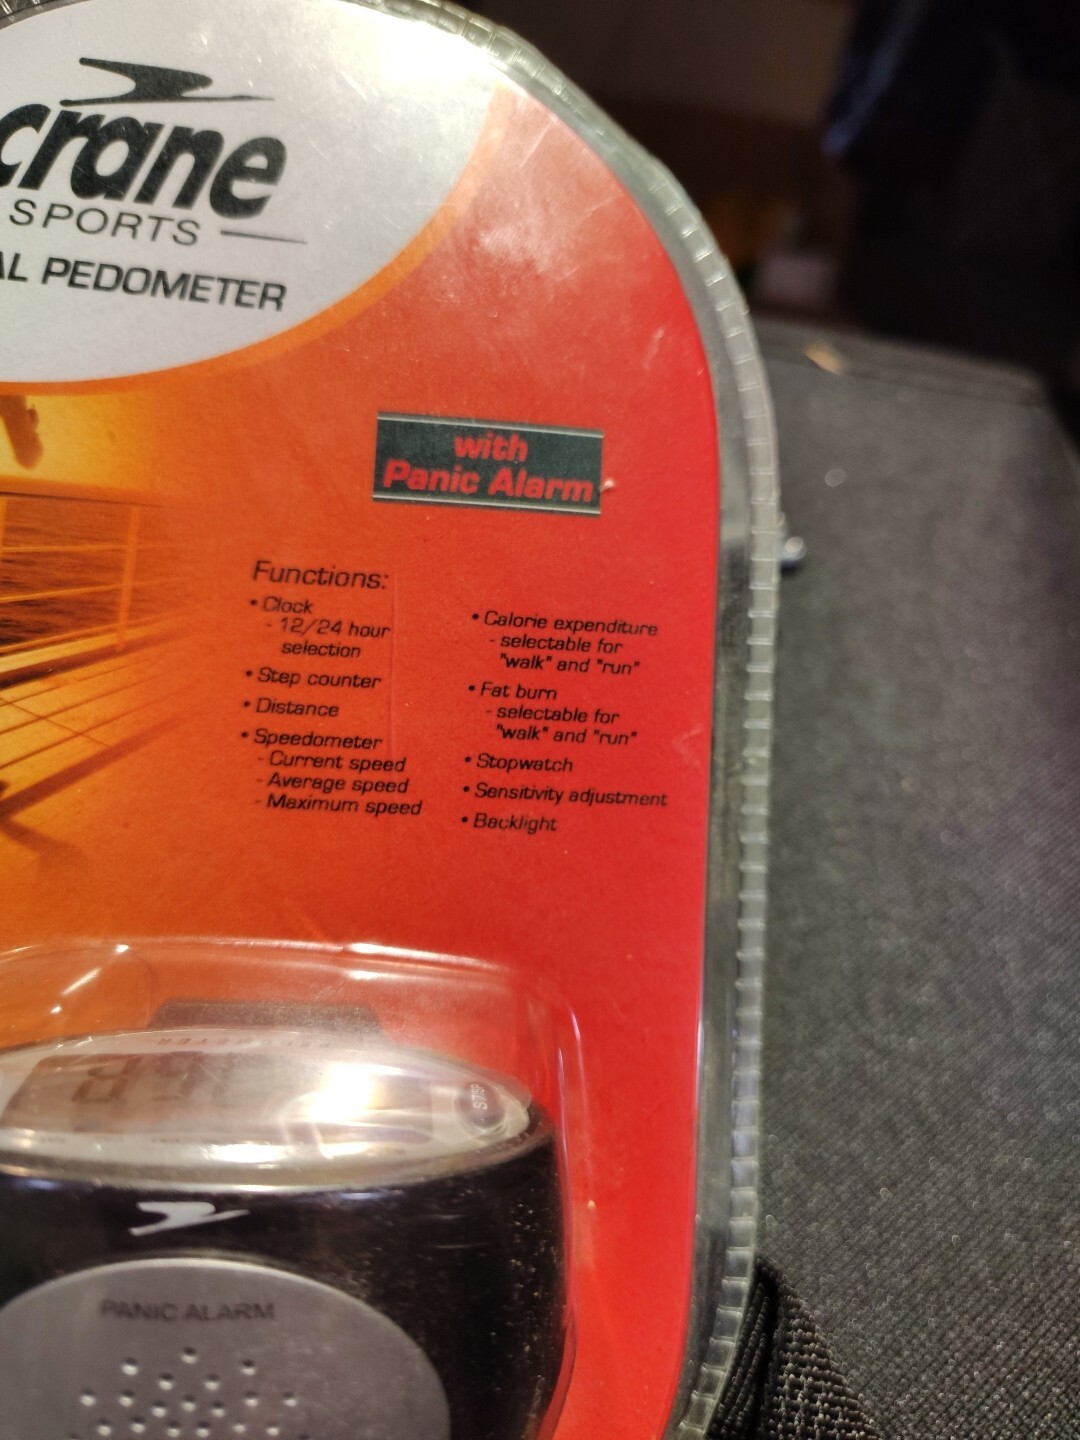 crane
SPORTS
AL PEDOMETER
with
Panic Alarm
Functions:
• Clock
- 12/24 hour
selection
• Step counter
• Distance
• Speedometer
- Current speed
- Average speed
- Maximum speed
• Calorie expenditure
- selectable for
"walk" and "run"
• Fat burn
- selectable for
"walk" and "run"
• Stopwatch
• Sensitivity adjustment
• Backlight
PEDOMETER
PANIC ALARM